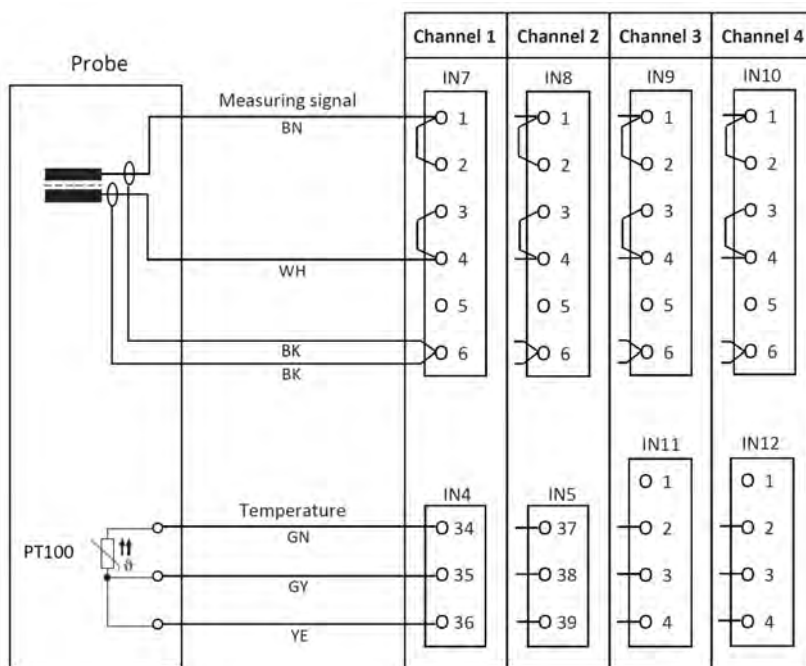 Channel 1 Channel 2 Channel 3 Channel 4
Probe
IN7 IN8 IN9 IN10
Measuring signal
BN
1 1 1 1
2 2 2 2
3 3 3 3
4 4 4 4
WH
5 5 5 5
BK
6 6 6 6
BK
IN11 IN12
1 1
IN4 IN5
Temperature
GN
34 37 2 2
PT100
ϑ
35 38 3 3
GY
36 39 4 4
YE